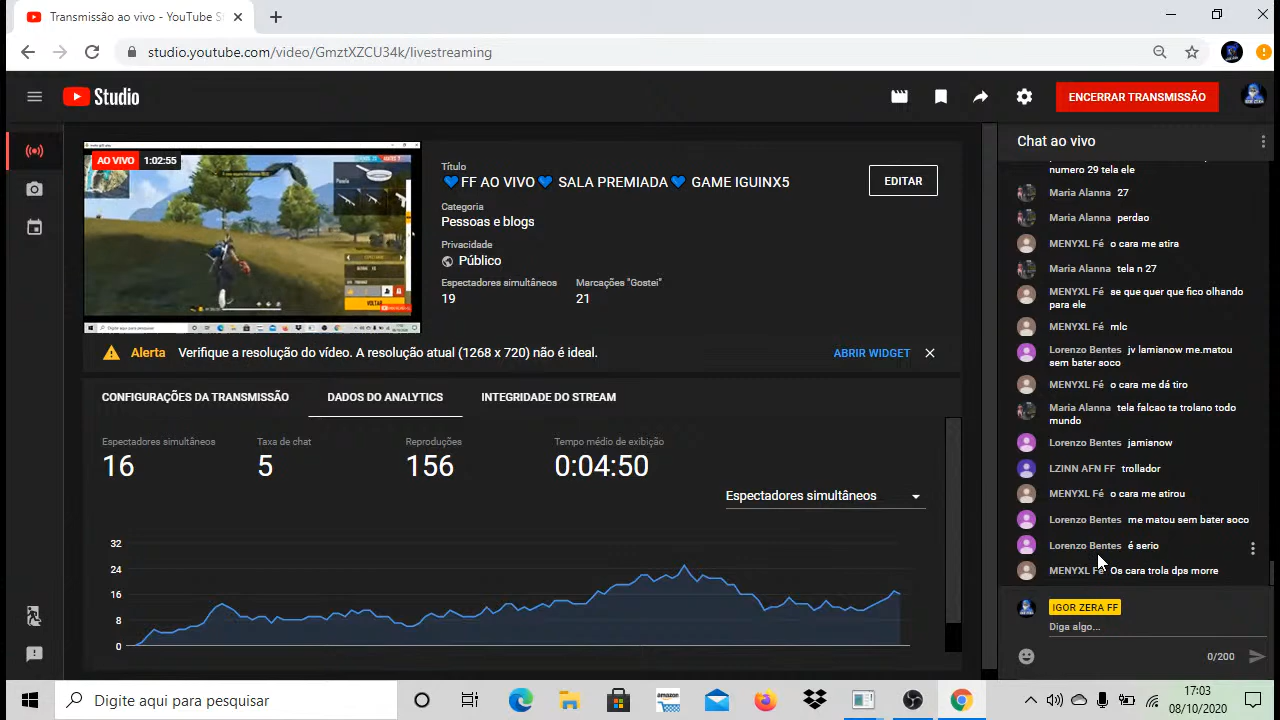 Transmissão ao vivo - YouTube S
studio.youtube.com/video/GmztXZCU34k/livestreaming
Studio
ENCERRAR TRANSMISSÃO
AO VIVO 1:02:55
VOLTAR
Título
💙FF AO VIVO💙 SALA PREMIADA💙 GAME IGUINX5
EDITAR
Categoria
Pessoas e blogs
Privacidade
Público
Espectadores simultâneos
19
Marcações "Gostei"
21
Alerta Verifique a resolução do vídeo. A resolução atual (1268 x 720) não é ideal.
ABRIR WIDGET
CONFIGURAÇÕES DA TRANSMISSÃO
DADOS DO ANALYTICS
INTEGRIDADE DO STREAM
Espectadores simultâneos
16
Taxa de chat
5
Reproduções
156
Tempo médio de exibição
0:04:50
Espectadores simultâneos
32
24
16
8
0
Chat ao vivo
numero 29 tela ele
Maria Alanna 27
Maria Alanna perdao
MENYXL Fé o cara me atira
Maria Alanna tela n 27
MENYXL Fé se que quer que fico olhando
para ele
MENYXL Fé mlc
Lorenzo Bentes jv lamisnow me.matou
sem bater soco
MENYXL Fé o cara me dá tiro
Maria Alanna tela falcao ta trolano todo
mundo
Lorenzo Bentes jamisnow
LZINN AFN FF trollador
MENYXL Fé o cara me atirou
Lorenzo Bentes me matou sem bater soco
Lorenzo Bentes é serio
MENYXL Fé Os cara trola dps morre
IGOR ZERA FF
Diga algo...
0/200
Digite aqui para pesquisar
amazon
17:03
08/10/2020